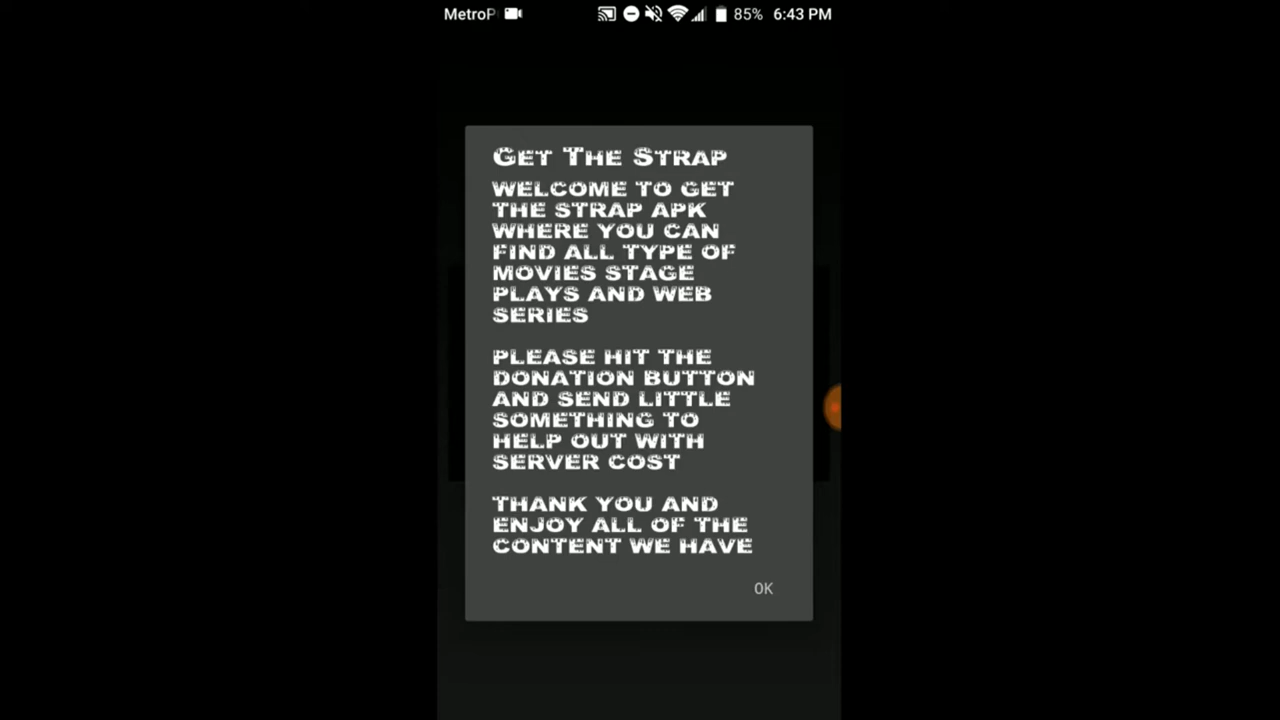 MetroP
85% 6:43 PM
GET THE STRAP
WELCOME TO GET
THE STRAP APK
WHERE YOU CAN
FIND ALL TYPE OF
MOVIES STAGE
PLAYS AND WEB
SERIES
PLEASE HIT THE
DONATION BUTTON
AND SEND LITTLE
SOMETHING TO
HELP OUT WITH
SERVER COST
THANK YOU AND
ENJOY ALL OF THE
CONTENT WE HAVE
OK